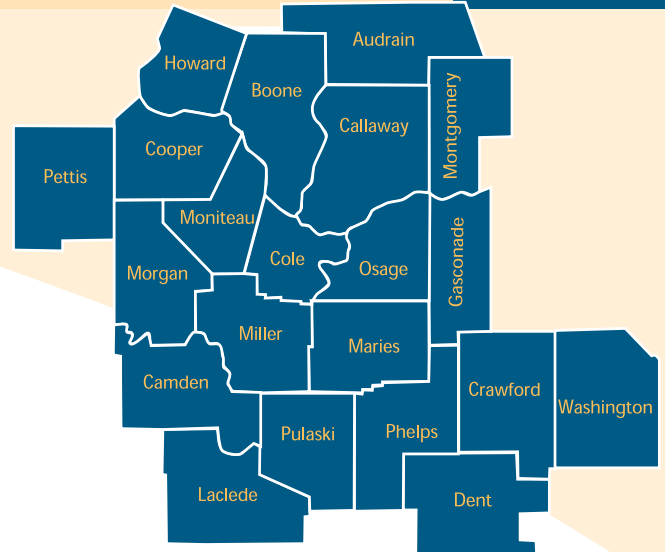 Audrain
Howard
Boone
Montgomery
Callaway
Cooper
Pettis
Moniteau
Cole
Osage
Gasconade
Morgan
Miller
Maries
Camden
Crawford
Washington
Pulaski
Phelps
Laclede
Dent